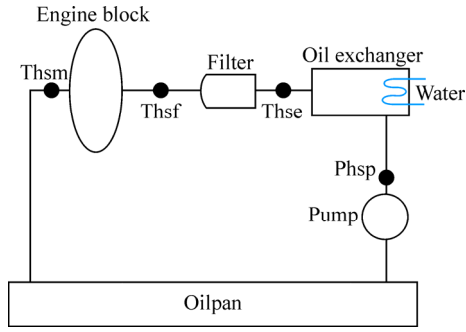 Engine block
Thsm
Thsf
Filter
Thse
Oil exchanger
Water
Phsp
Pump
Oilpan